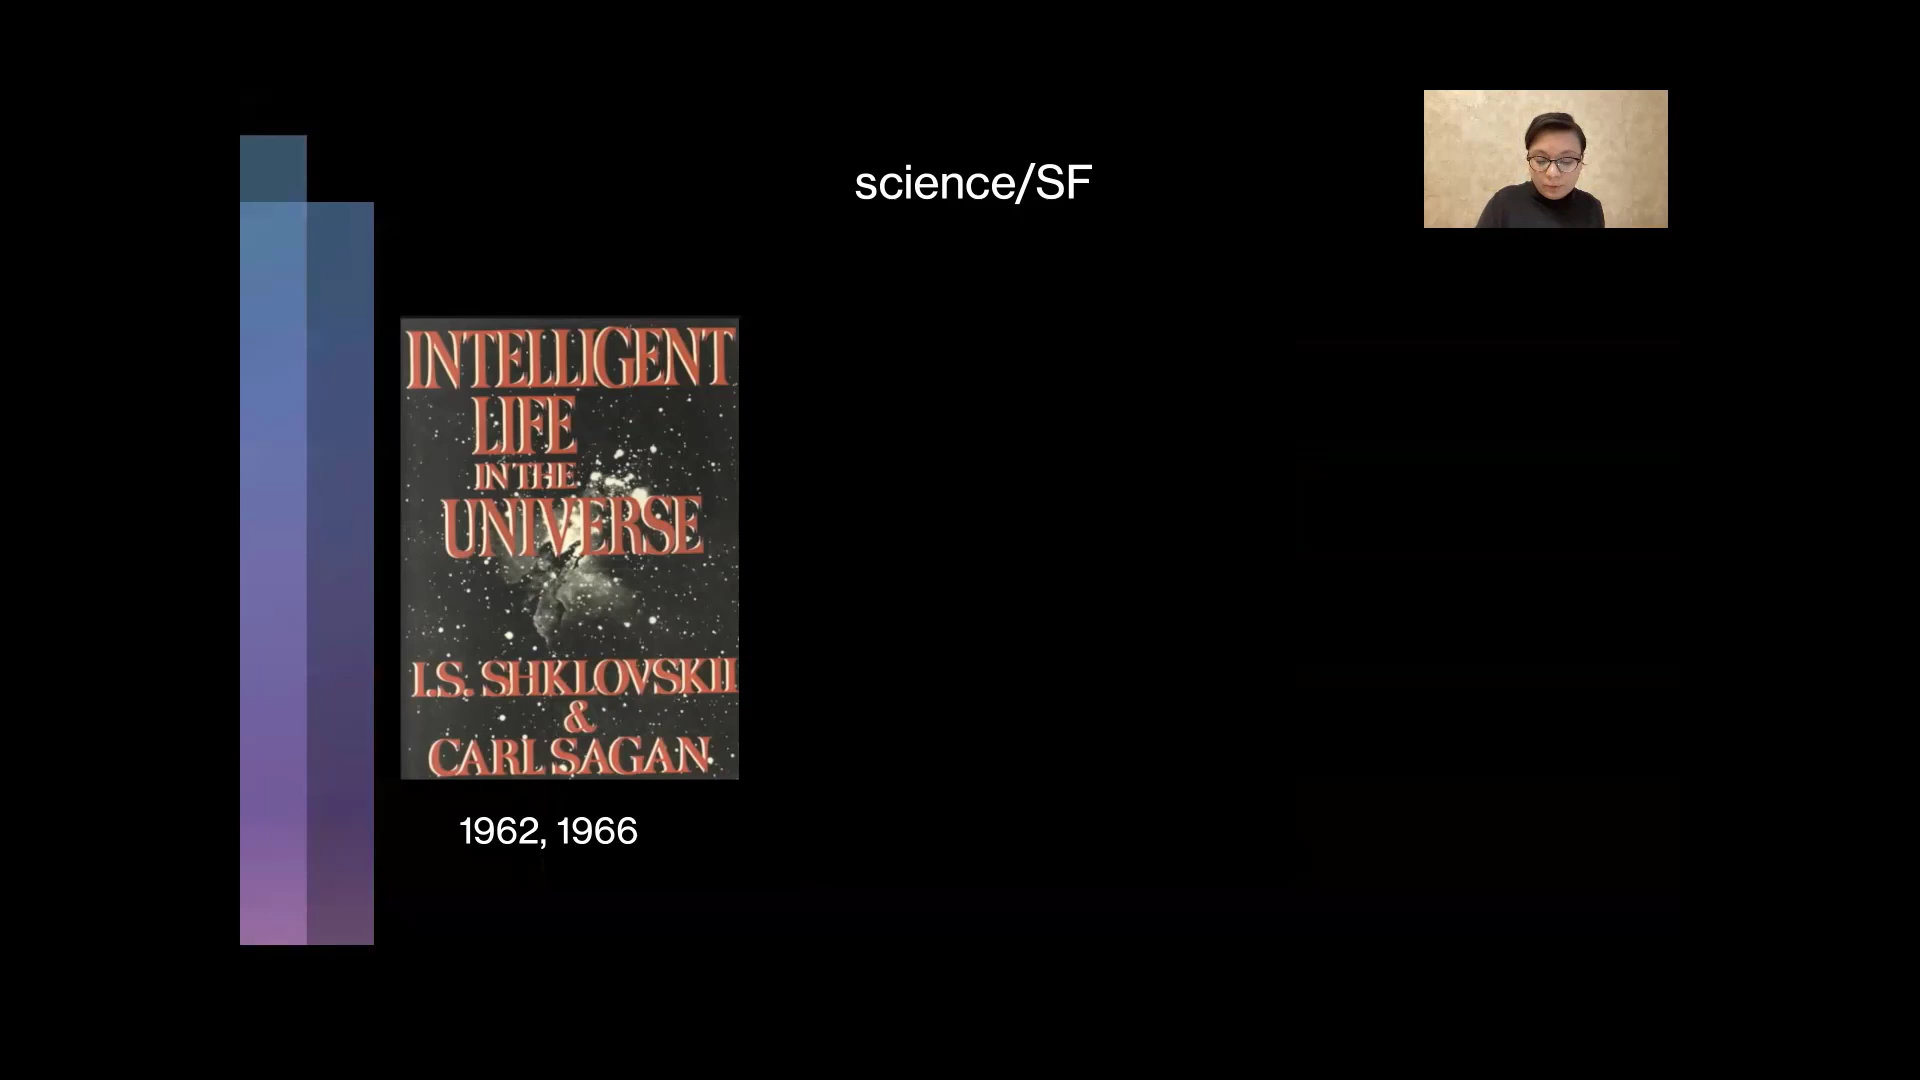 science/SF
INTELLIGENT
LIFE
IN THE
UNIVERSE
I.S. SHKLOVSKII
&
CARL SAGAN
1962, 1966